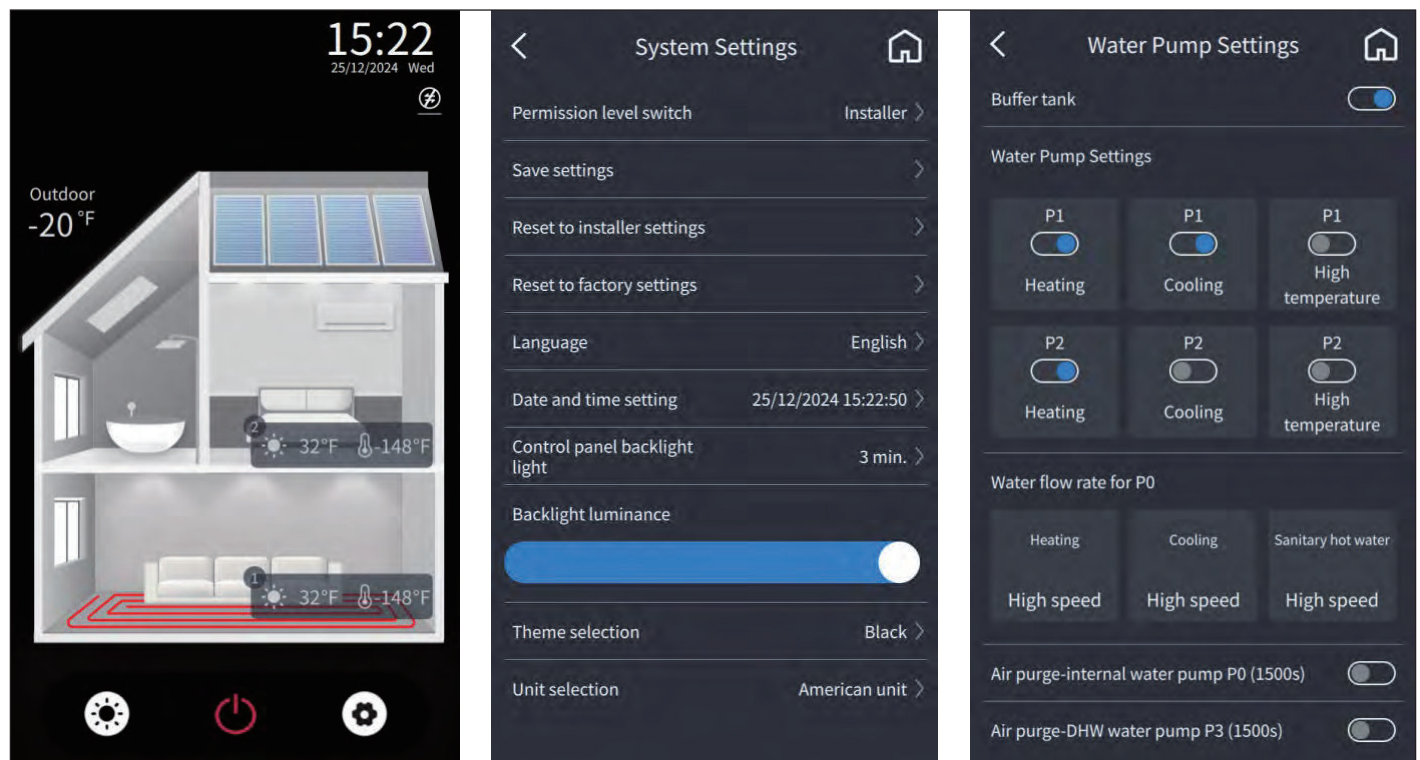 15:22
25/12/2024 Wed
Outdoor
-20 °F
2
32°F -148°F
1
32°F -148°F
System Settings
Permission level switch Installer
Save settings
Reset to installer settings
Reset to factory settings
Language English
Date and time setting 25/12/2024 15:22:50
Control panel backlight
light
3 min.
Backlight luminance
Theme selection Black
Unit selection American unit
Water Pump Settings
Buffer tank
Water Pump Settings
P1 P1 P1
Heating Cooling High
temperature
P2 P2 P2
Heating Cooling High
temperature
Water flow rate for P0
Heating Cooling Sanitary hot water
High speed High speed High speed
Air purge-internal water pump P0 (1500s)
Air purge-DHW water pump P3 (1500s)